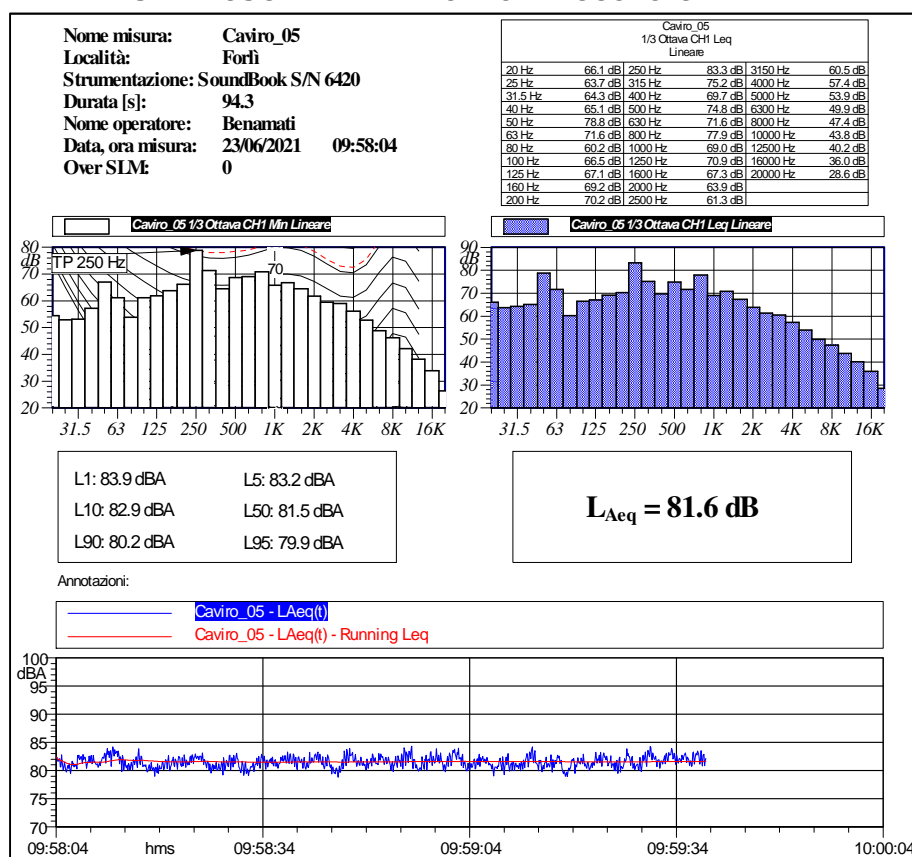 Nome misura: Caviro_05
Località: Forlì
Strumentazione: SoundBook S/N 6420
Durata [s]: 94.3
Nome operatore: Benamati
Data, ora misura: 23/06/2021 09:58:04
Over SLM: 0
Caviro_05
1/3 Ottava CH1 Leq
Lineare
20 Hz 66.1 dB 250 Hz 83.3 dB 3150 Hz 60.5 dB
25 Hz 63.7 dB 315 Hz 75.2 dB 4000 Hz 57.4 dB
31.5 Hz 64.3 dB 400 Hz 69.7 dB 5000 Hz 53.9 dB
40 Hz 65.1 dB 500 Hz 74.8 dB 6300 Hz 49.9 dB
50 Hz 78.8 dB 630 Hz 71.6 dB 8000 Hz 47.4 dB
63 Hz 71.6 dB 800 Hz 77.9 dB 10000 Hz 43.8 dB
80 Hz 60.2 dB 1000 Hz 69.0 dB 12500 Hz 40.2 dB
100 Hz 66.5 dB 1250 Hz 70.9 dB 16000 Hz 36.0 dB
125 Hz 67.1 dB 1600 Hz 67.3 dB 20000 Hz 28.6 dB
160 Hz 69.2 dB 2000 Hz 63.9 dB
200 Hz 70.2 dB 2500 Hz 61.3 dB
Caviro_05 1/3 Ottava CH1 Min Lineare
80
dB
70
60
50
40
30
20
TP 250 Hz
70
31.5 63 125 250 500 1K 2K 4K 8K 16K
Caviro_05 1/3 Ottava CH1 Leq Lineare
90
dB
80
70
60
50
40
30
20
31.5 63 125 250 500 1K 2K 4K 8K 16K
L1: 83.9 dBA L5: 83.2 dBA
L10: 82.9 dBA L50: 81.5 dBA
L90: 80.2 dBA L95: 79.9 dBA
LAeq = 81.6 dB
Annotazioni:
Caviro_05 - LAeq(t)
Caviro_05 - LAeq(t) - Running Leq
100
dBA
95
90
85
80
75
70
09:58:04 hms 09:58:34 09:59:04 09:59:34 10:00:04